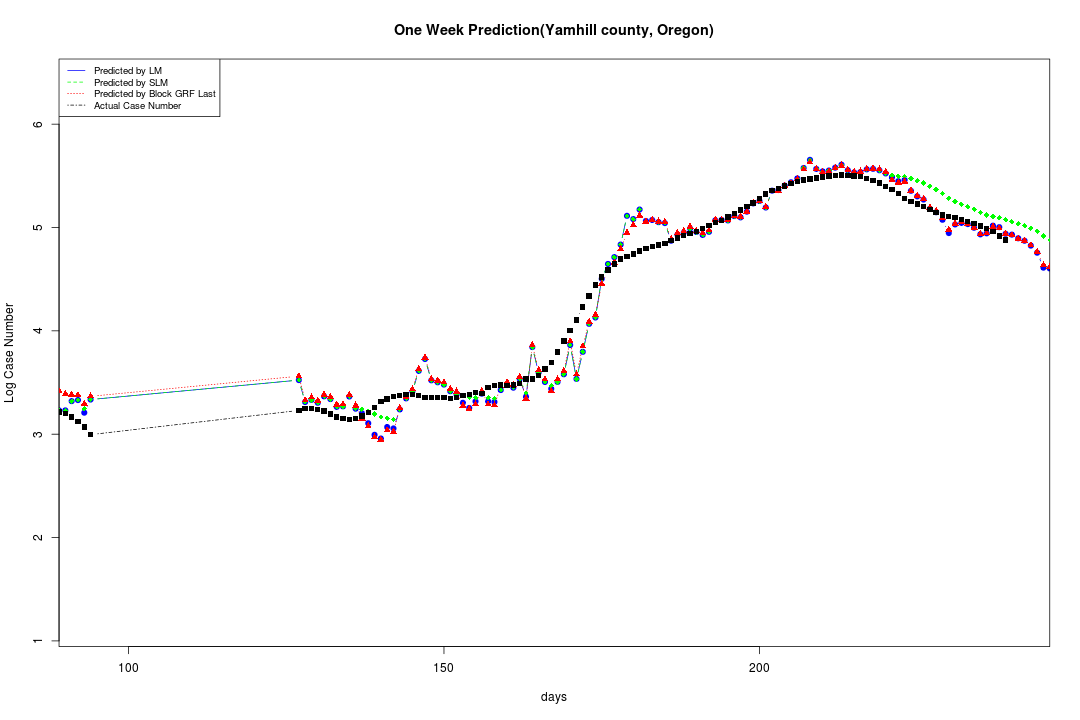 One Week Prediction(Yamhill county, Oregon)
Predicted by LM
Predicted by SLM
Predicted by Block GRF Last
Actual Case Number
6
5
4
3
2
1
Log Case Number
100 150 200
days